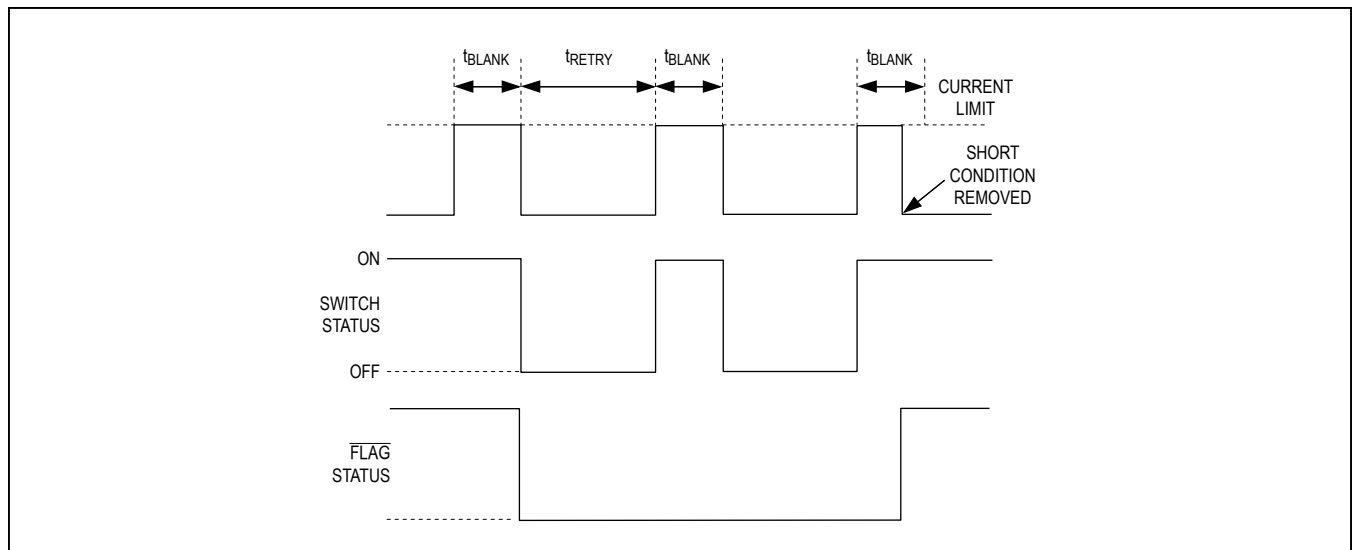 tBLANK tRETRY tBLANK tBLANK
CURRENT
LIMIT
SHORT
CONDITION
REMOVED
ON
SWITCH
STATUS
OFF
FLAG
STATUS